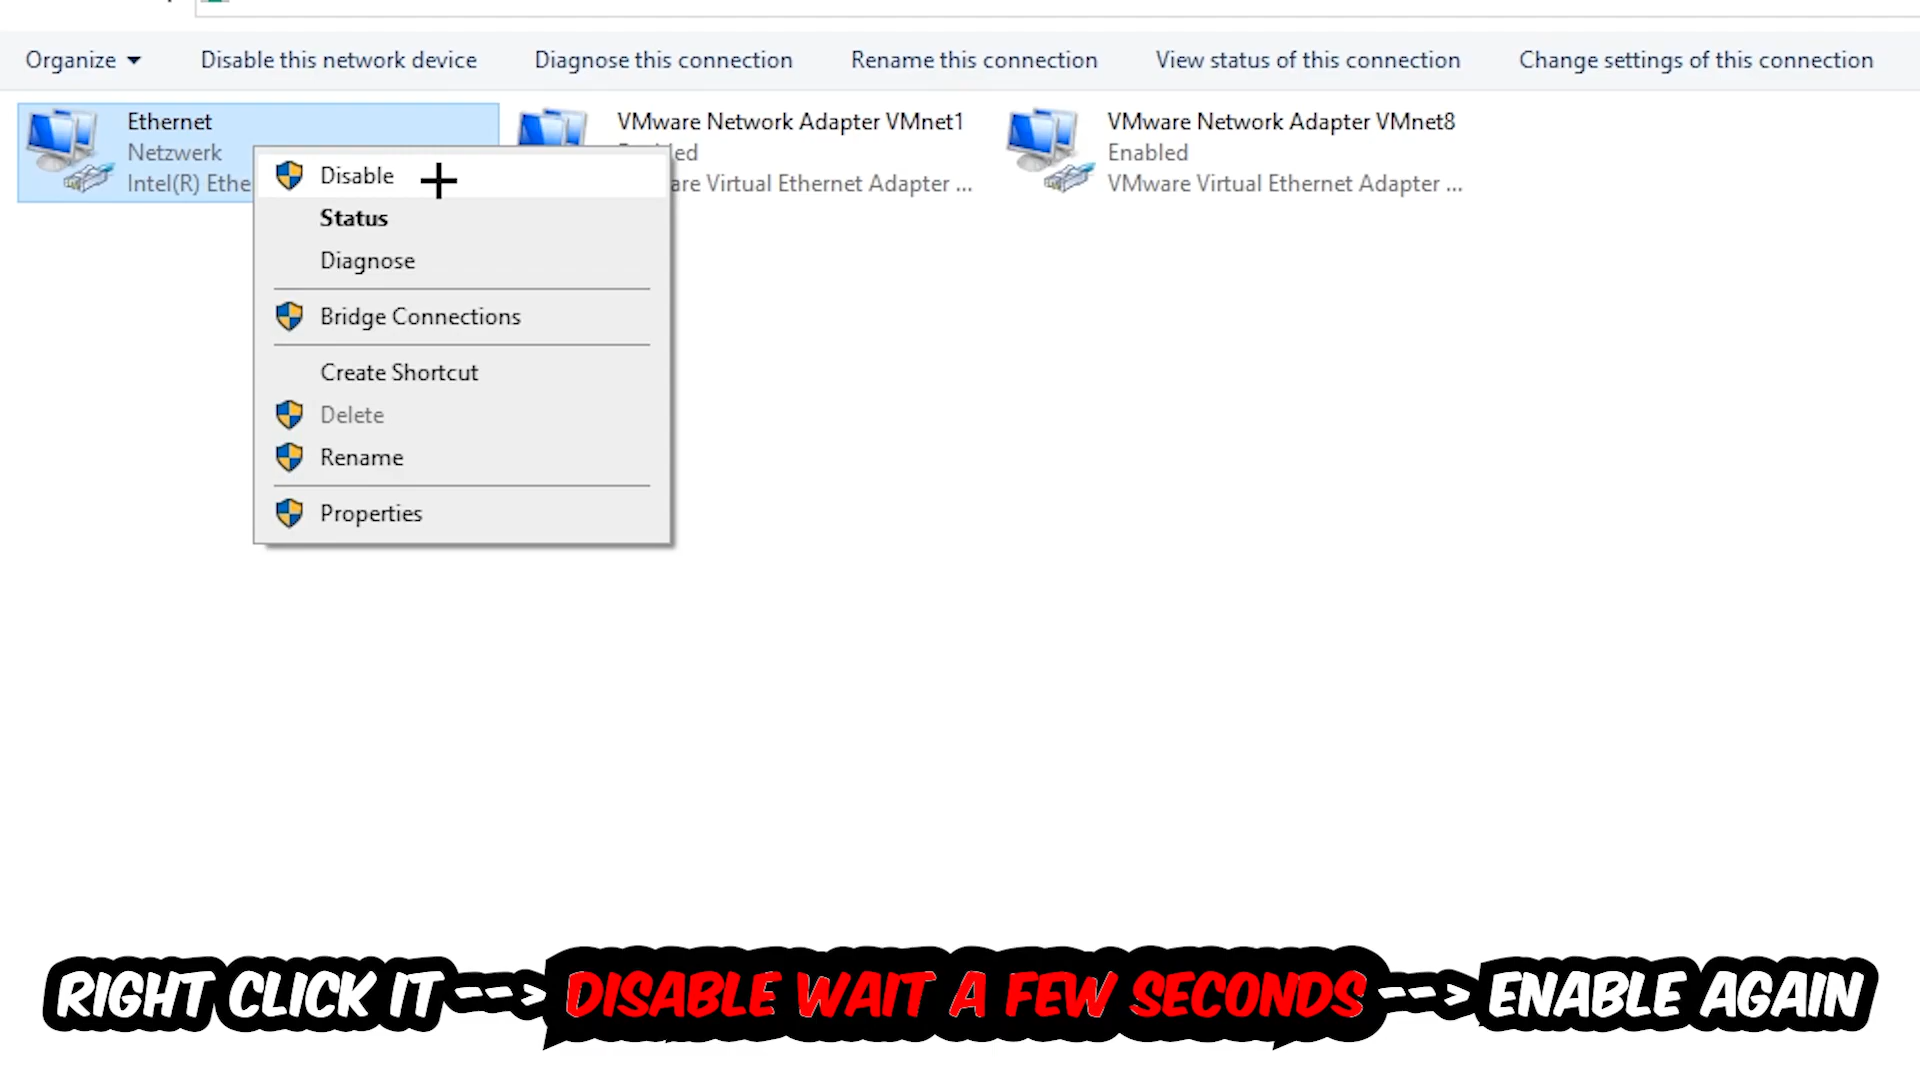 Organize Disable this network device Diagnose this connection Rename this connection View status of this connection Change settings of this connection
Ethernet
Netzwerk
Intel(R) Ethe
VMware Network Adapter VMnet1
Virtual Ethernet Adapter ...
VMware Network Adapter VMnet8
Enabled
VMware Virtual Ethernet Adapter ...
Disable
Status
Diagnose
Bridge Connections
Create Shortcut
Delete
Rename
Properties
RIGHT CLICK IT --> DISABLE WAIT A FEW SECONDS --> ENABLE AGAIN